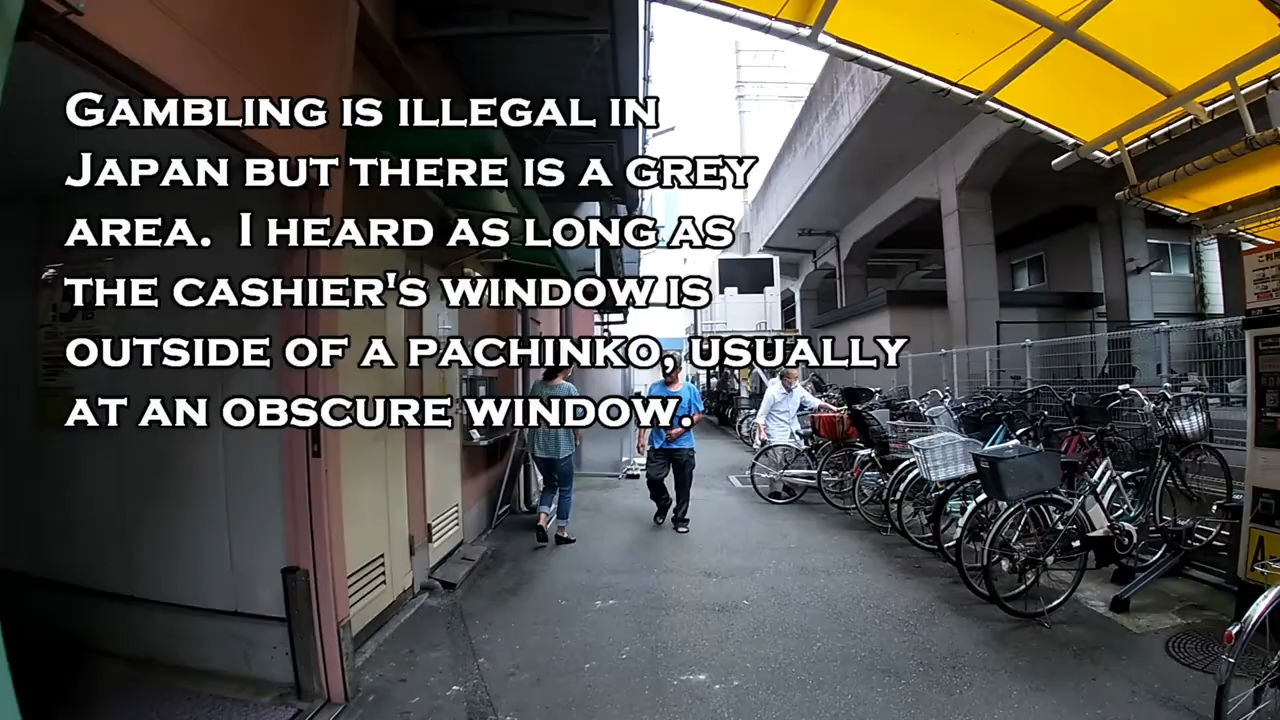 Gambling is illegal in
Japan but there is a grey
area. I heard as long as
the cashier's window is
outside of a pachinko, usually
at an obscure window.